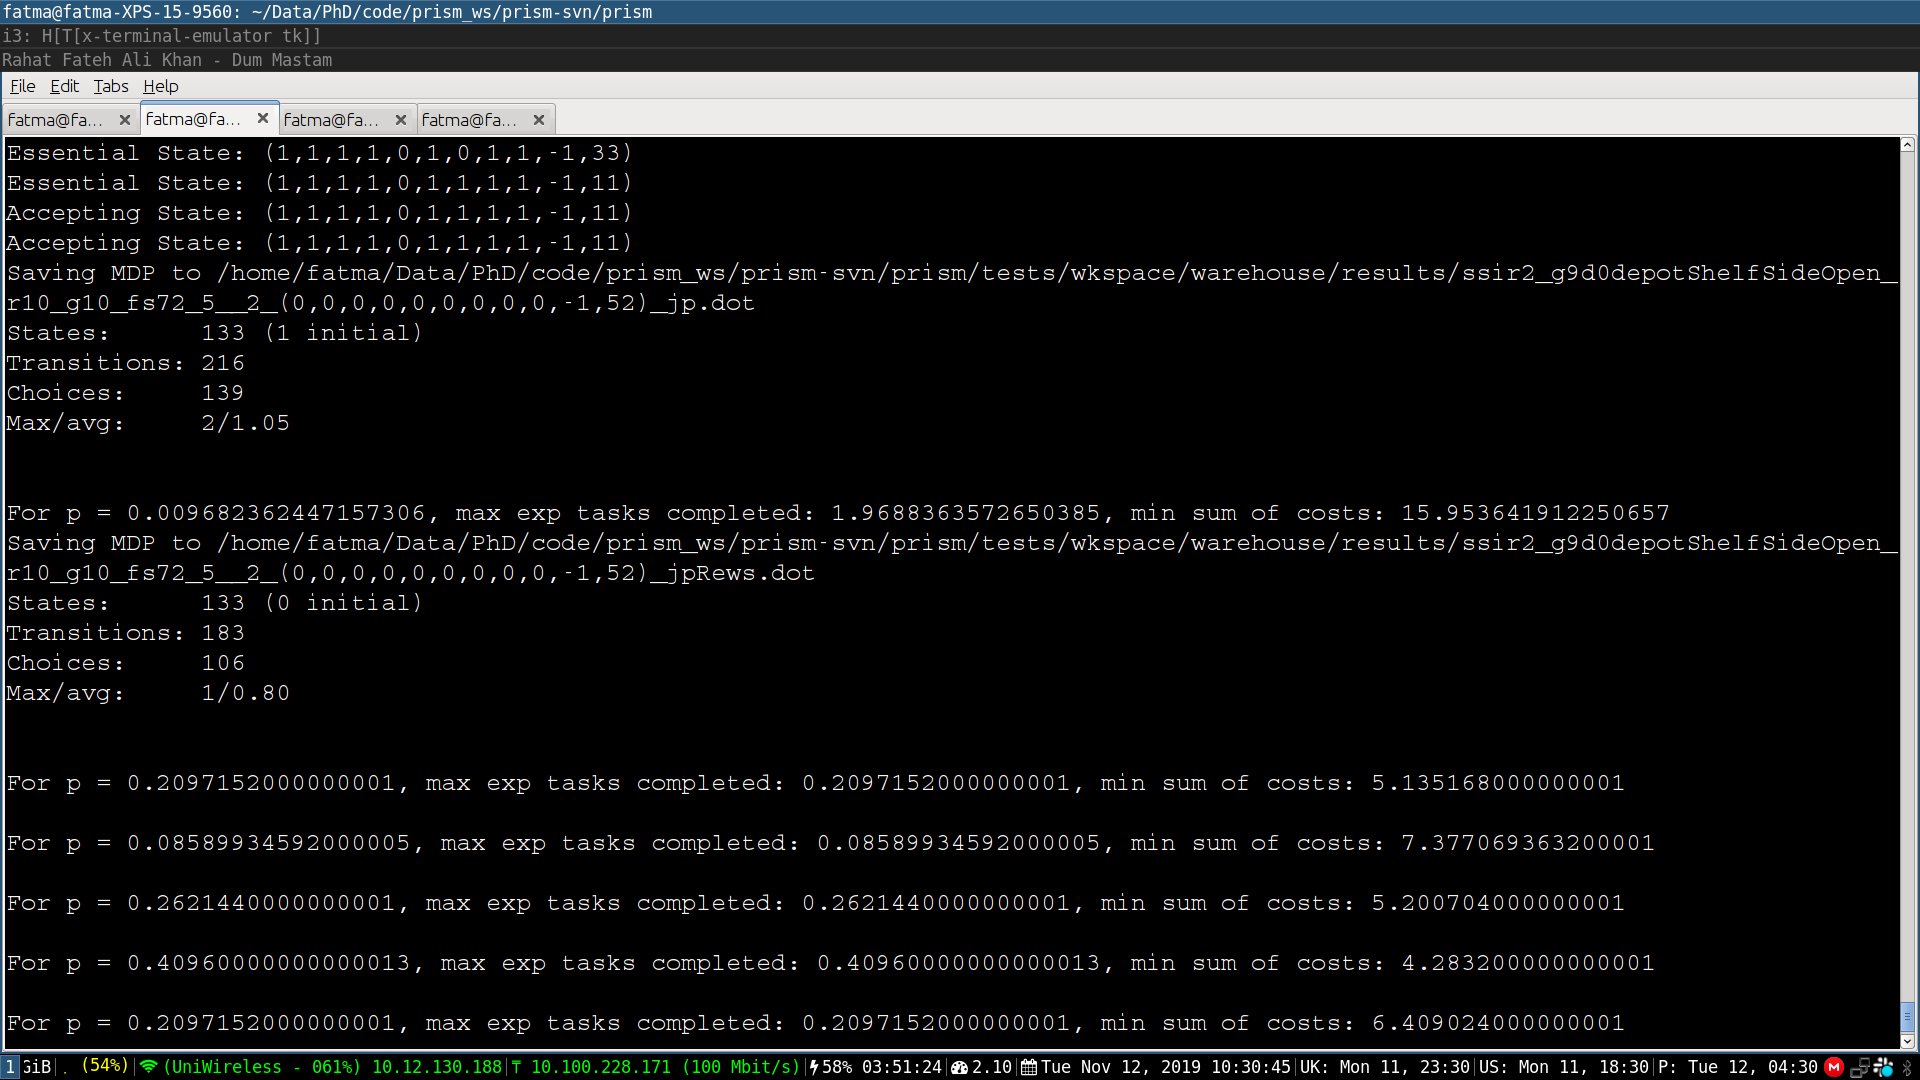 fatma@fatma-XPS-15-9560: ~/Data/PhD/code/prism_ws/prism-svn/prism
i3: H[T[x-terminal-emulator tk]]
Rahat Fateh Ali Khan - Dum Mastam
File Edit Tabs Help
fatma@fa... fatma@fa... fatma@fa... fatma@fa...
Essential State: (1,1,1,1,0,1,0,1,1,-1,33)
Essential State: (1,1,1,1,0,1,1,1,1,-1,11)
Accepting State: (1,1,1,1,0,1,1,1,1,-1,11)
Accepting State: (1,1,1,1,0,1,1,1,1,-1,11)
Saving MDP to /home/fatma/Data/PhD/code/prism_ws/prism-svn/prism/tests/wkspace/warehouse/results/ssir2_g9d0depotShelfSideOpen_
r10_g10_fs72_5__2_(0,0,0,0,0,0,0,0,0,-1,52)_jp.dot
States: 133 (1 initial)
Transitions: 216
Choices: 139
Max/avg: 2/1.05
For p = 0.009682362447157306, max exp tasks completed: 1.9688363572650385, min sum of costs: 15.953641912250657
Saving MDP to /home/fatma/Data/PhD/code/prism_ws/prism-svn/prism/tests/wkspace/warehouse/results/ssir2_g9d0depotShelfSideOpen_
r10_g10_fs72_5__2_(0,0,0,0,0,0,0,0,0,-1,52)_jpRews.dot
States: 133 (0 initial)
Transitions: 183
Choices: 106
Max/avg: 1/0.80
For p = 0.2097152000000001, max exp tasks completed: 0.2097152000000001, min sum of costs: 5.135168000000001
For p = 0.08589934592000005, max exp tasks completed: 0.08589934592000005, min sum of costs: 7.377069363200001
For p = 0.2621440000000001, max exp tasks completed: 0.2621440000000001, min sum of costs: 5.200704000000001
For p = 0.40960000000000013, max exp tasks completed: 0.40960000000000013, min sum of costs: 4.283200000000001
For p = 0.2097152000000001, max exp tasks completed: 0.2097152000000001, min sum of costs: 6.409024000000001
1 GiB . (54%) (UniWireless - 061%) 10.12.130.188 10.100.228.171 (100 Mbit/s) 58% 03:51:24 2.10 Tue Nov 12, 2019 10:30:45 UK: Mon 11, 23:30 US: Mon 11, 18:30 P: Tue 12, 04:30 M